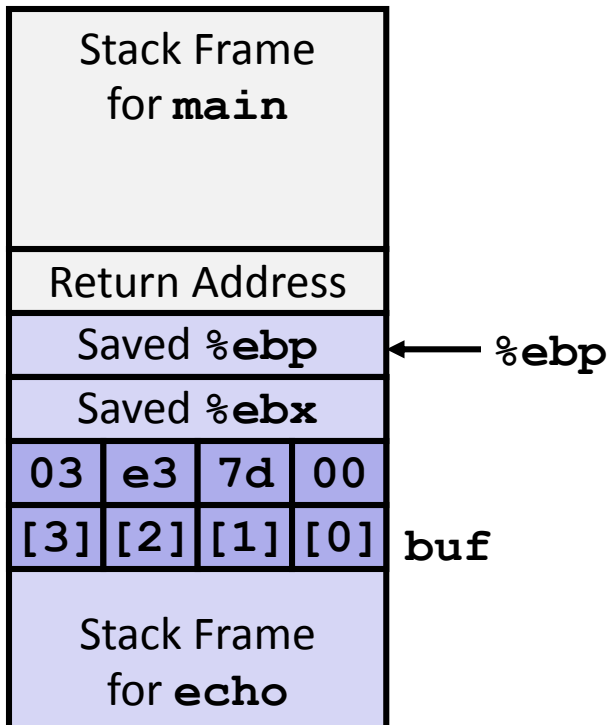 Stack Frame
for main
Return Address
Saved %ebp
%ebp
Saved %ebx
03 e3 7d 00
[3] [2] [1] [0] buf
Stack Frame
for echo